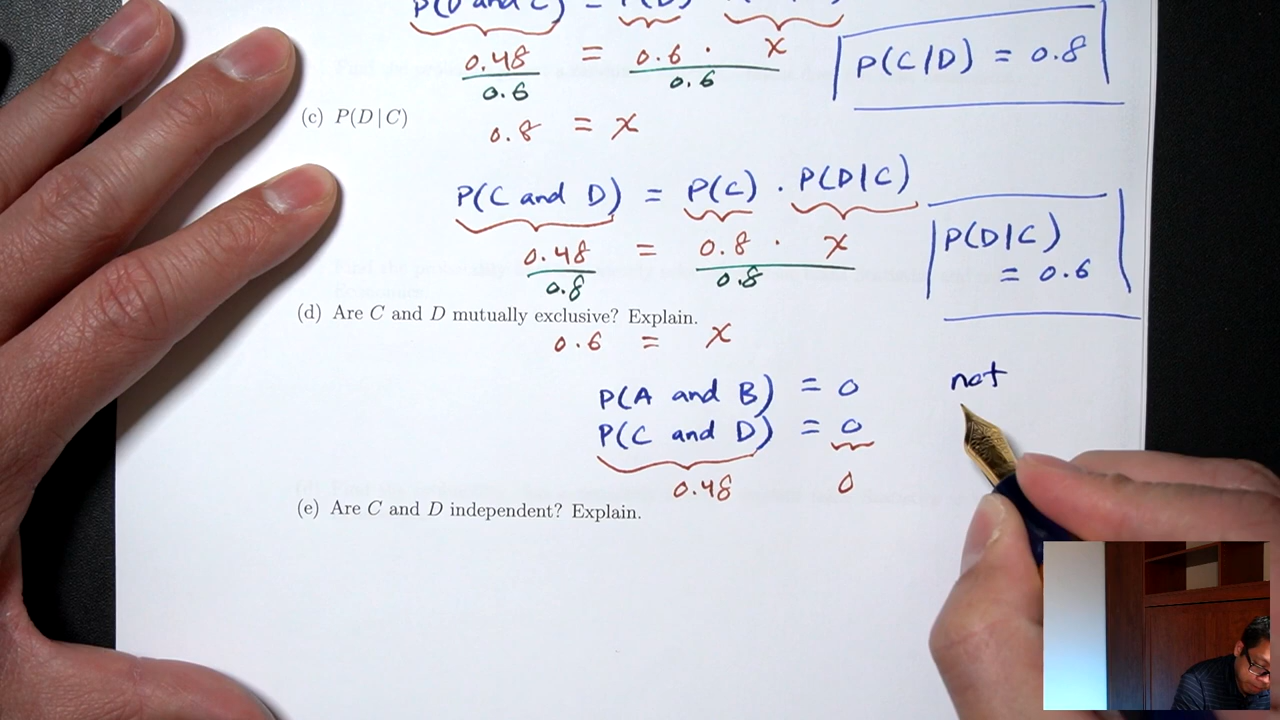 P(D and C) = P(D)
0.48 = 0.6 · x
0.6 0.6
P(C|D) = 0.8
(c) P(D | C)
0.8 = x
P(C and D) = P(C) · P(D|C)
0.48 = 0.8 · x
0.8 0.8
P(D|C)
= 0.6
(d) Are C and D mutually exclusive? Explain.
0.6 = x
P(A and B) = 0
not
P(C and D) = 0
0.48 0
(e) Are C and D independent? Explain.